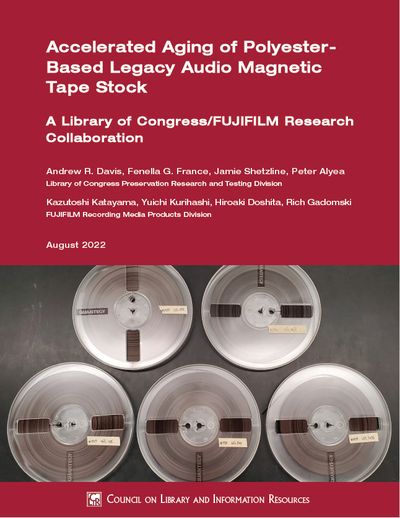 Accelerated Aging of Polyester-
Based Legacy Audio Magnetic
Tape Stock
A Library of Congress/FUJIFILM Research
Collaboration
Andrew R. Davis, Fenella G. France, Jamie Shetzline, Peter Alyea
Library of Congress Preservation Research and Testing Division
Kazutoshi Katayama, Yuichi Kurihashi, Hiroaki Doshita, Rich Gadomski
FUJIFILM Recording Media Products Division
August 2022
QUANTEGY
CLIR
COUNCIL ON LIBRARY AND INFORMATION RESOURCES